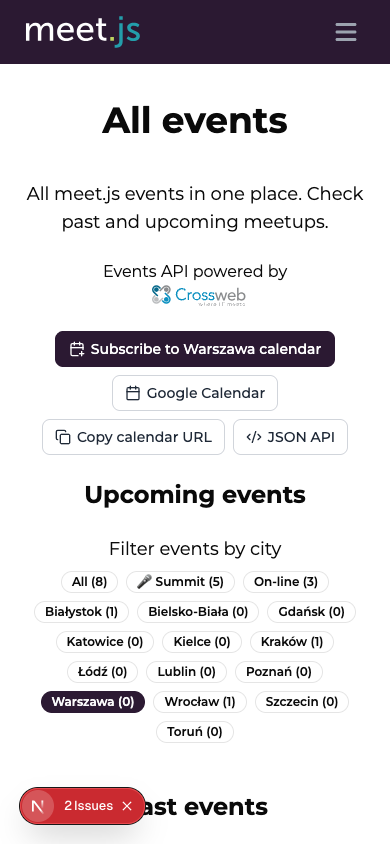 meet.js
All events
All meet.js events in one place. Check
past and upcoming meetups.
Events API powered by
Crossweb
where IT meets
Subscribe to Warszawa calendar
Google Calendar
Copy calendar URL
JSON API
Upcoming events
Filter events by city
All (8)
🎤 Summit (5)
On-line (3)
Białystok (1)
Bielsko-Biała (0)
Gdańsk (0)
Katowice (0)
Kielce (0)
Kraków (1)
Łódź (0)
Lublin (0)
Poznań (0)
Warszawa (0)
Wrocław (1)
Szczecin (0)
Toruń (0)
ast events
N
2 Issues